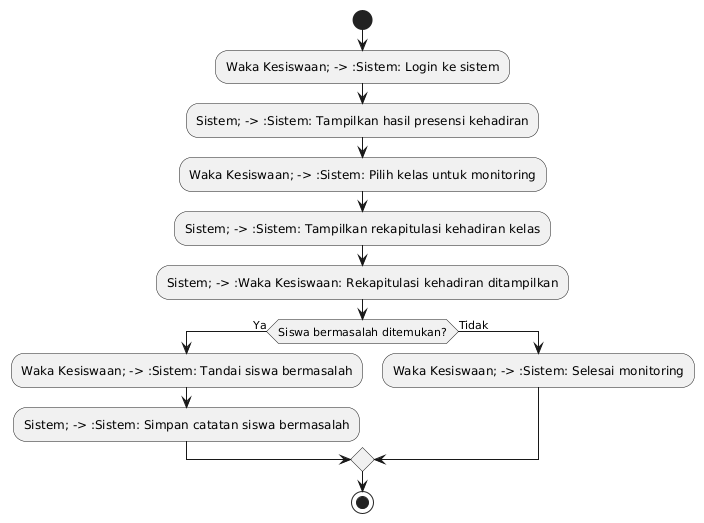 Waka Kesiswaan; -> :Sistem: Login ke sistem
Sistem; -> :Sistem: Tampilkan hasil presensi kehadiran
Waka Kesiswaan; -> :Sistem: Pilih kelas untuk monitoring
Sistem; -> :Sistem: Tampilkan rekapitulasi kehadiran kelas
Sistem; -> :Waka Kesiswaan: Rekapitulasi kehadiran ditampilkan
Ya
Siswa bermasalah ditemukan?
Tidak
Waka Kesiswaan; -> :Sistem: Tandai siswa bermasalah
Waka Kesiswaan; -> :Sistem: Selesai monitoring
Sistem; -> :Sistem: Simpan catatan siswa bermasalah